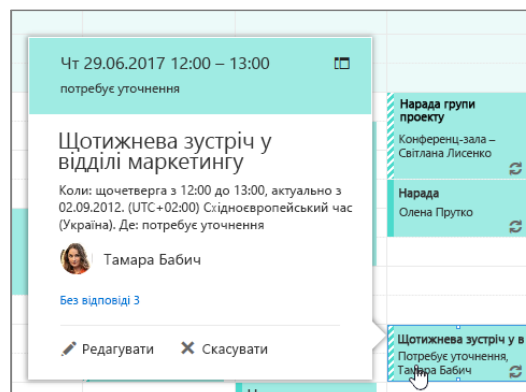 Чт 29.06.2017 12:00 – 13:00
потребує уточнення
Щотижнева зустріч у
відділі маркетингу
Коли: щочетверга з 12:00 до 13:00, актуально з
02.09.2012. (UTC+02:00) Східноєвропейський час
(Україна). Де: потребує уточнення
Тамара Бабич
Без відповіді 3
Редагувати
Скасувати
Нарада групи
проекту
Конференц-зала –
Світлана Лисенко
Нарада
Олена Прутко
Щотижнева зустріч у в
Потребує уточнення,
Тамара Бабич